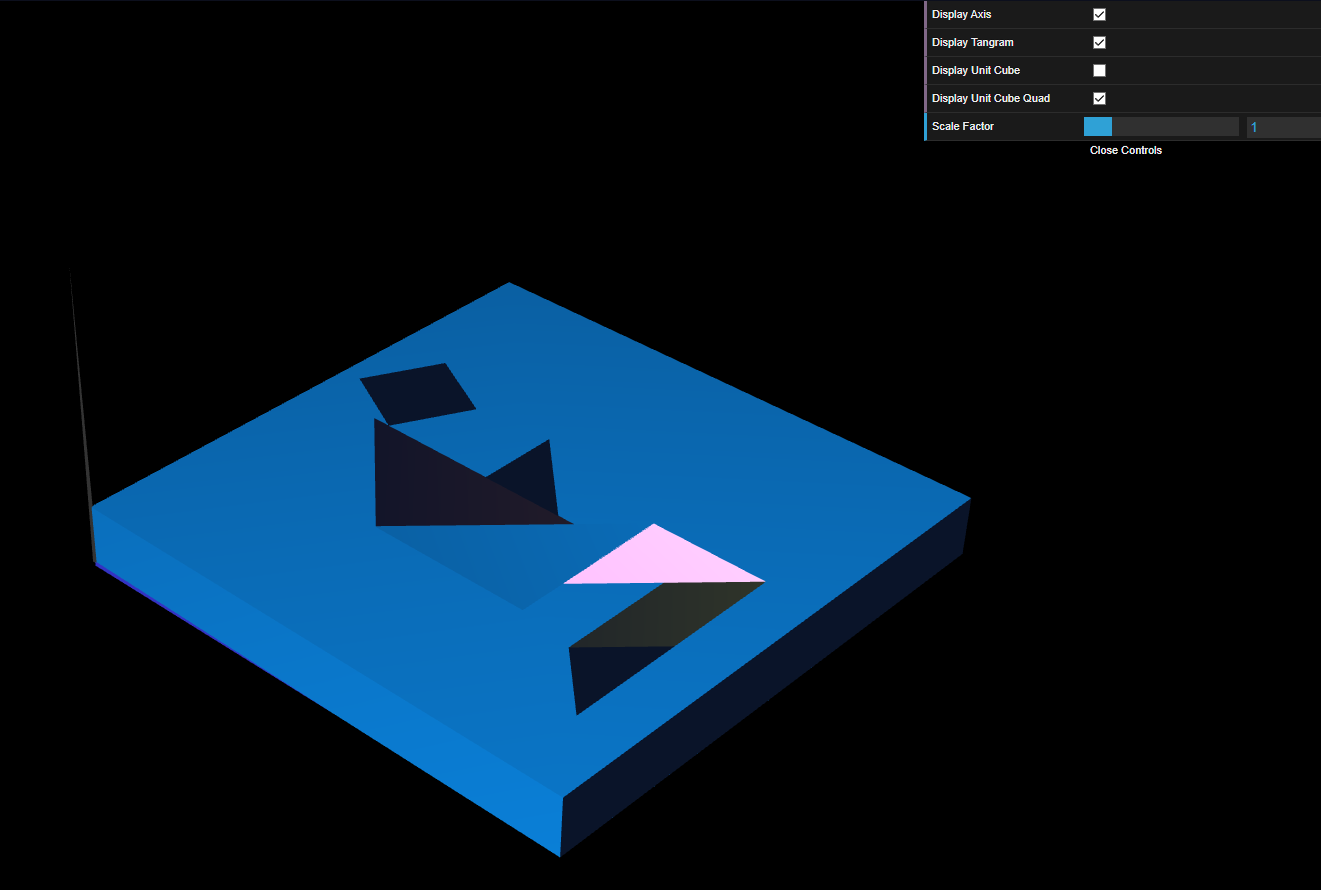 Display Axis
Display Tangram
Display Unit Cube
Display Unit Cube Quad
Scale Factor 1
Close Controls